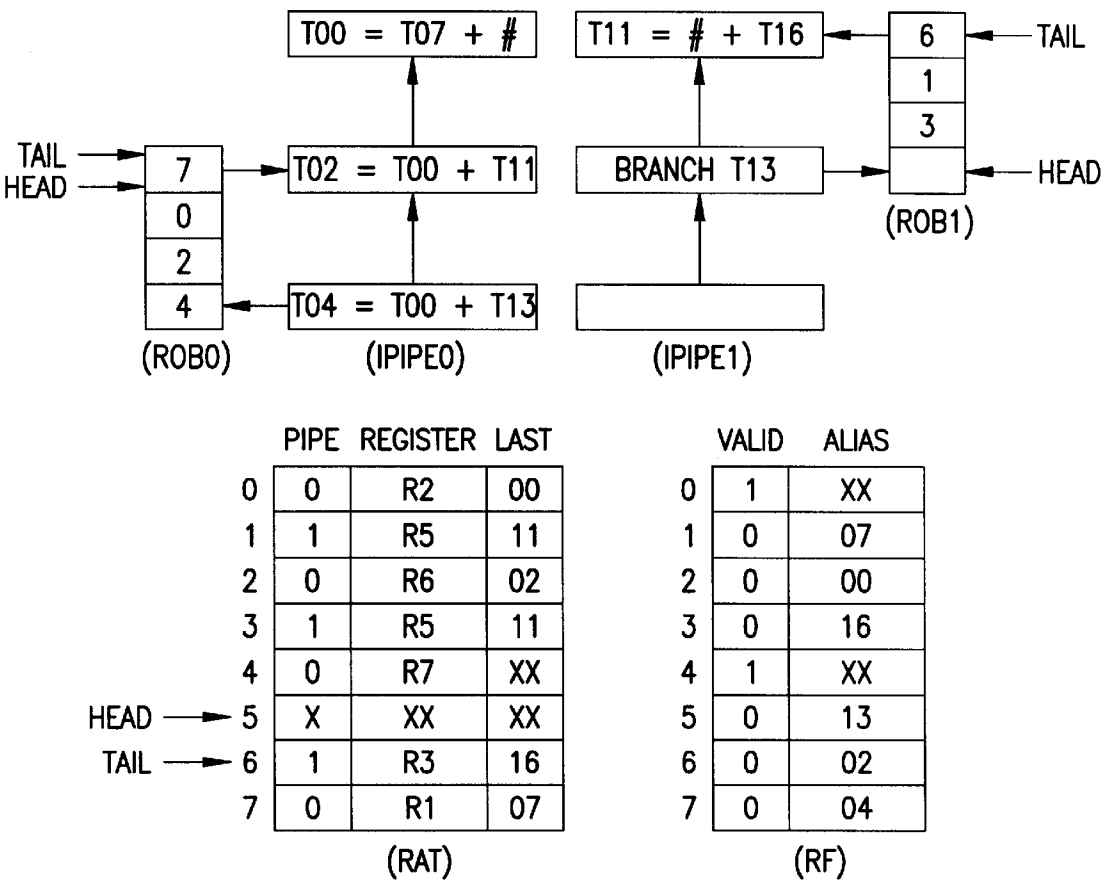 T00 = T07 + #
T11 = # + T16
6
TAIL
1
3
TAIL
HEAD
7
T02 = T00 + T11
BRANCH T13
HEAD
0
(ROB1)
2
4
T04 = T00 + T13
(ROB0)
(IPIPE0)
(IPIPE1)
PIPE REGISTER LAST
0 0 R2 00
1 1 R5 11
2 0 R6 02
3 1 R5 11
4 0 R7 XX
HEAD 5 X XX XX
TAIL 6 1 R3 16
7 0 R1 07
(RAT)
VALID ALIAS
0 1 XX
1 0 07
2 0 00
3 0 16
4 1 XX
5 0 13
6 0 02
7 0 04
(RF)